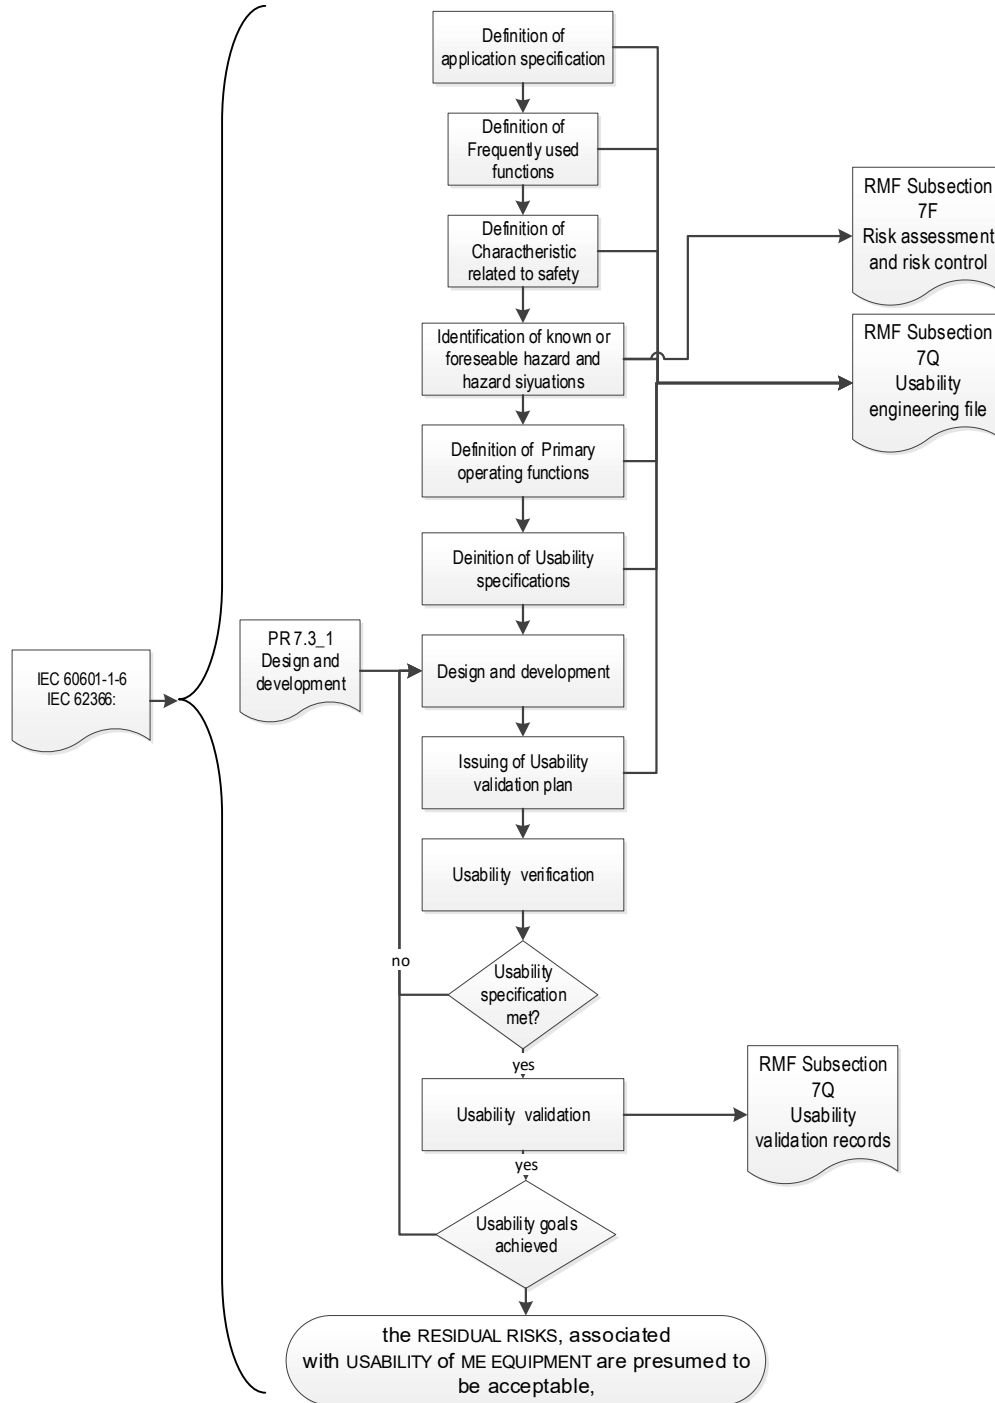 Definition of
application specification
Definition of
Frequently used
functions
Definition of
Charactheristic
related to safety
Identification of known or
foreseable hazard and
hazard siyuations
Definition of Primary
operating functions
Deinition of Usability
specifications
Design and development
Issuing of Usability
validation plan
Usability verification
Usability
specification
met?
no
yes
Usability validation
yes
Usability goals
achieved
the RESIDUAL RISKS, associated
with USABILITY of ME EQUIPMENT are presumed to
be acceptable,
RMF Subsection
7F
Risk assessment
and risk control
RMF Subsection
7Q
Usability
engineering file
PR 7.3_1
Design and
development
IEC 60601-1-6
IEC 62366:
RMF Subsection
7Q
Usability
validation records